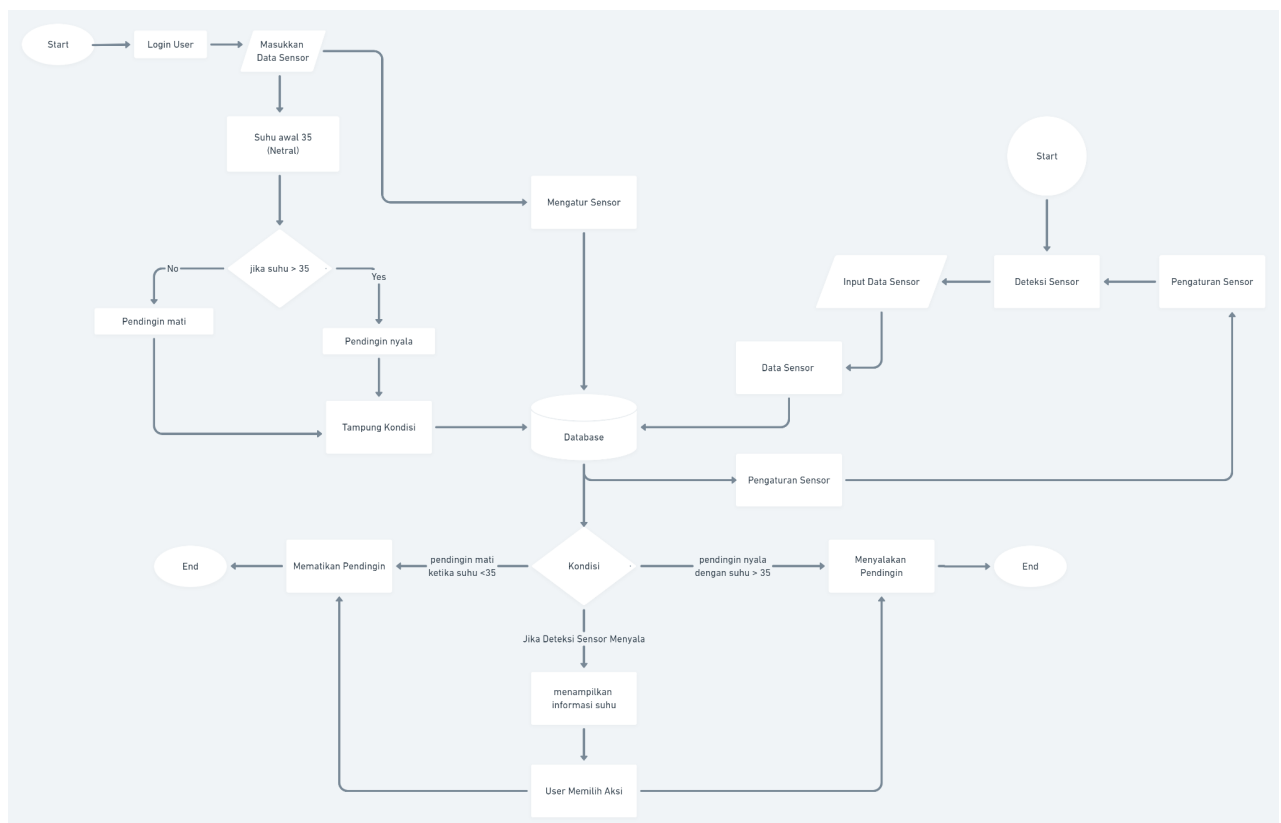 Start
Login User
Masukkan
Data Sensor
Suhu awal 35
(Netral)
Start
Mengatur Sensor
jika suhu > 35
No
Yes
Input Data Sensor
Deteksi Sensor
Pengaturan Sensor
Pendingin mati
Pendingin nyala
Data Sensor
Tampung Kondisi
Database
Pengaturan Sensor
End
Mematikan Pendingin
pendingin mati
ketika suhu <35
Kondisi
pendingin nyala
dengan suhu > 35
Menyalakan
Pendingin
End
Jika Deteksi Sensor Menyala
menampilkan
informasi suhu
User Memilih Aksi